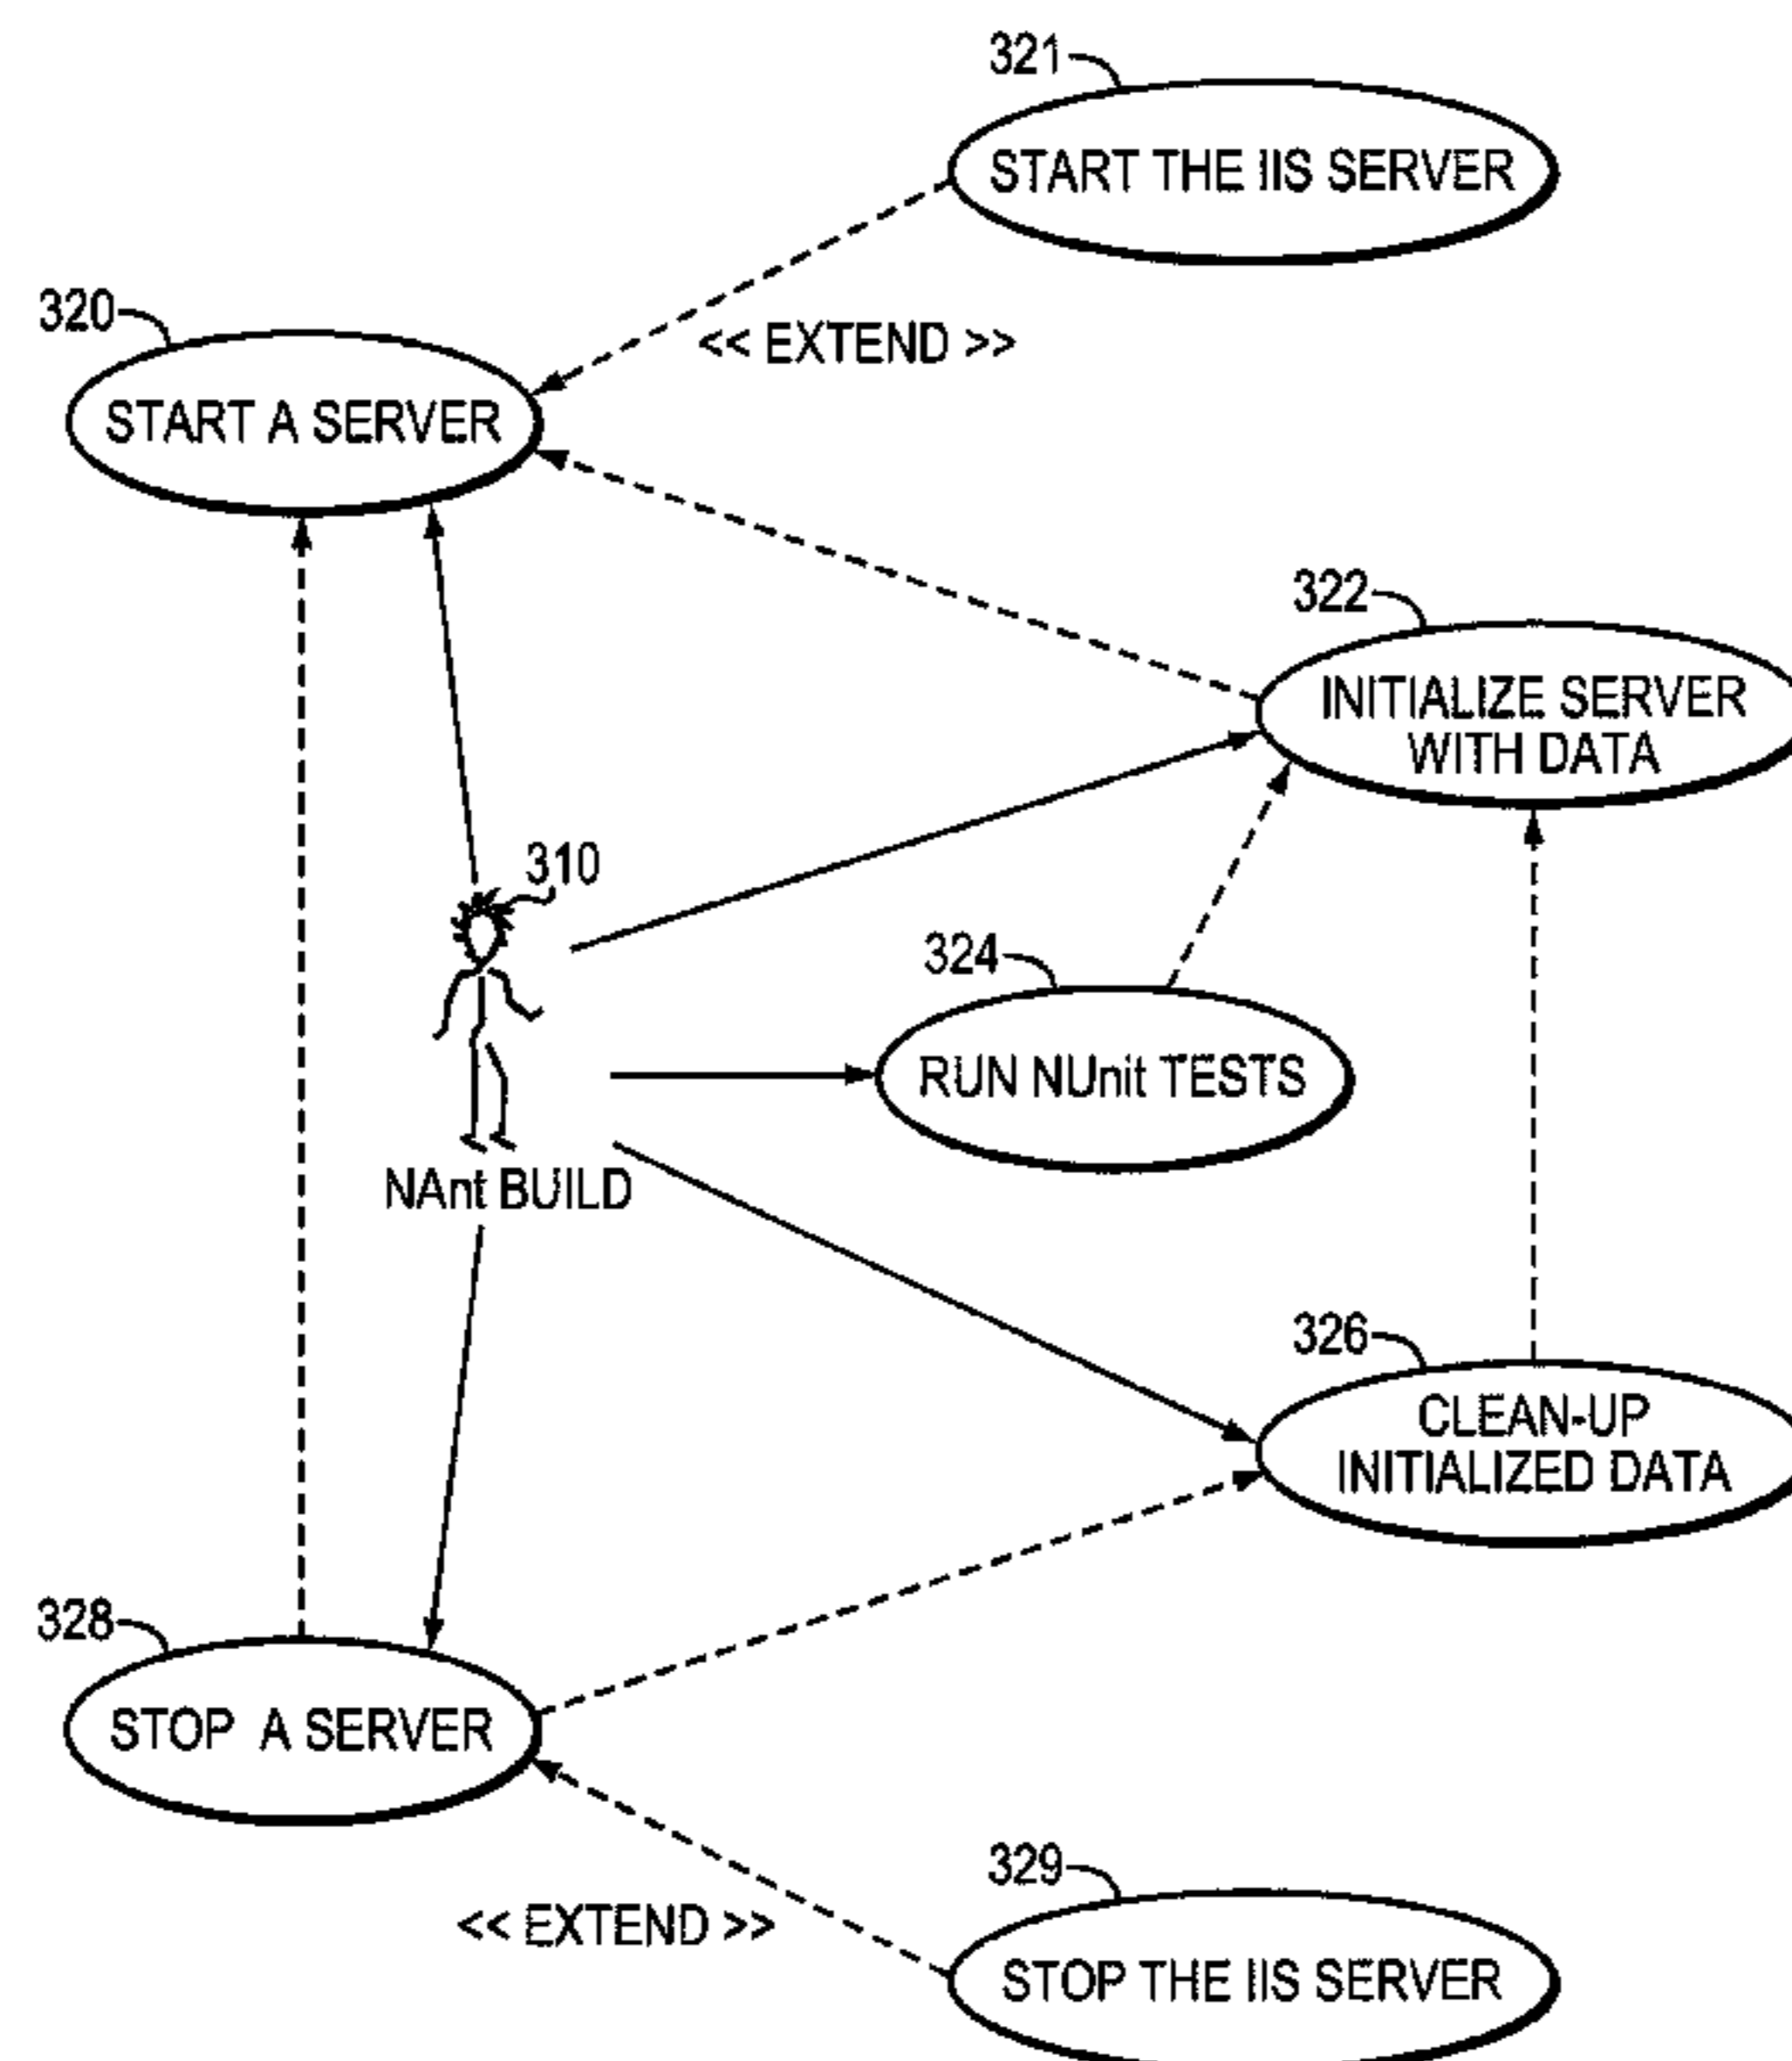 321
START THE IIS SERVER
320
<< EXTEND >>
START A SERVER
322
INITIALIZE SERVER
WITH DATA
310
324
RUN NUnit TESTS
NAnt BUILD
326
CLEAN-UP
INITIALIZED DATA
328
STOP A SERVER
329
<< EXTEND >>
STOP THE IIS SERVER